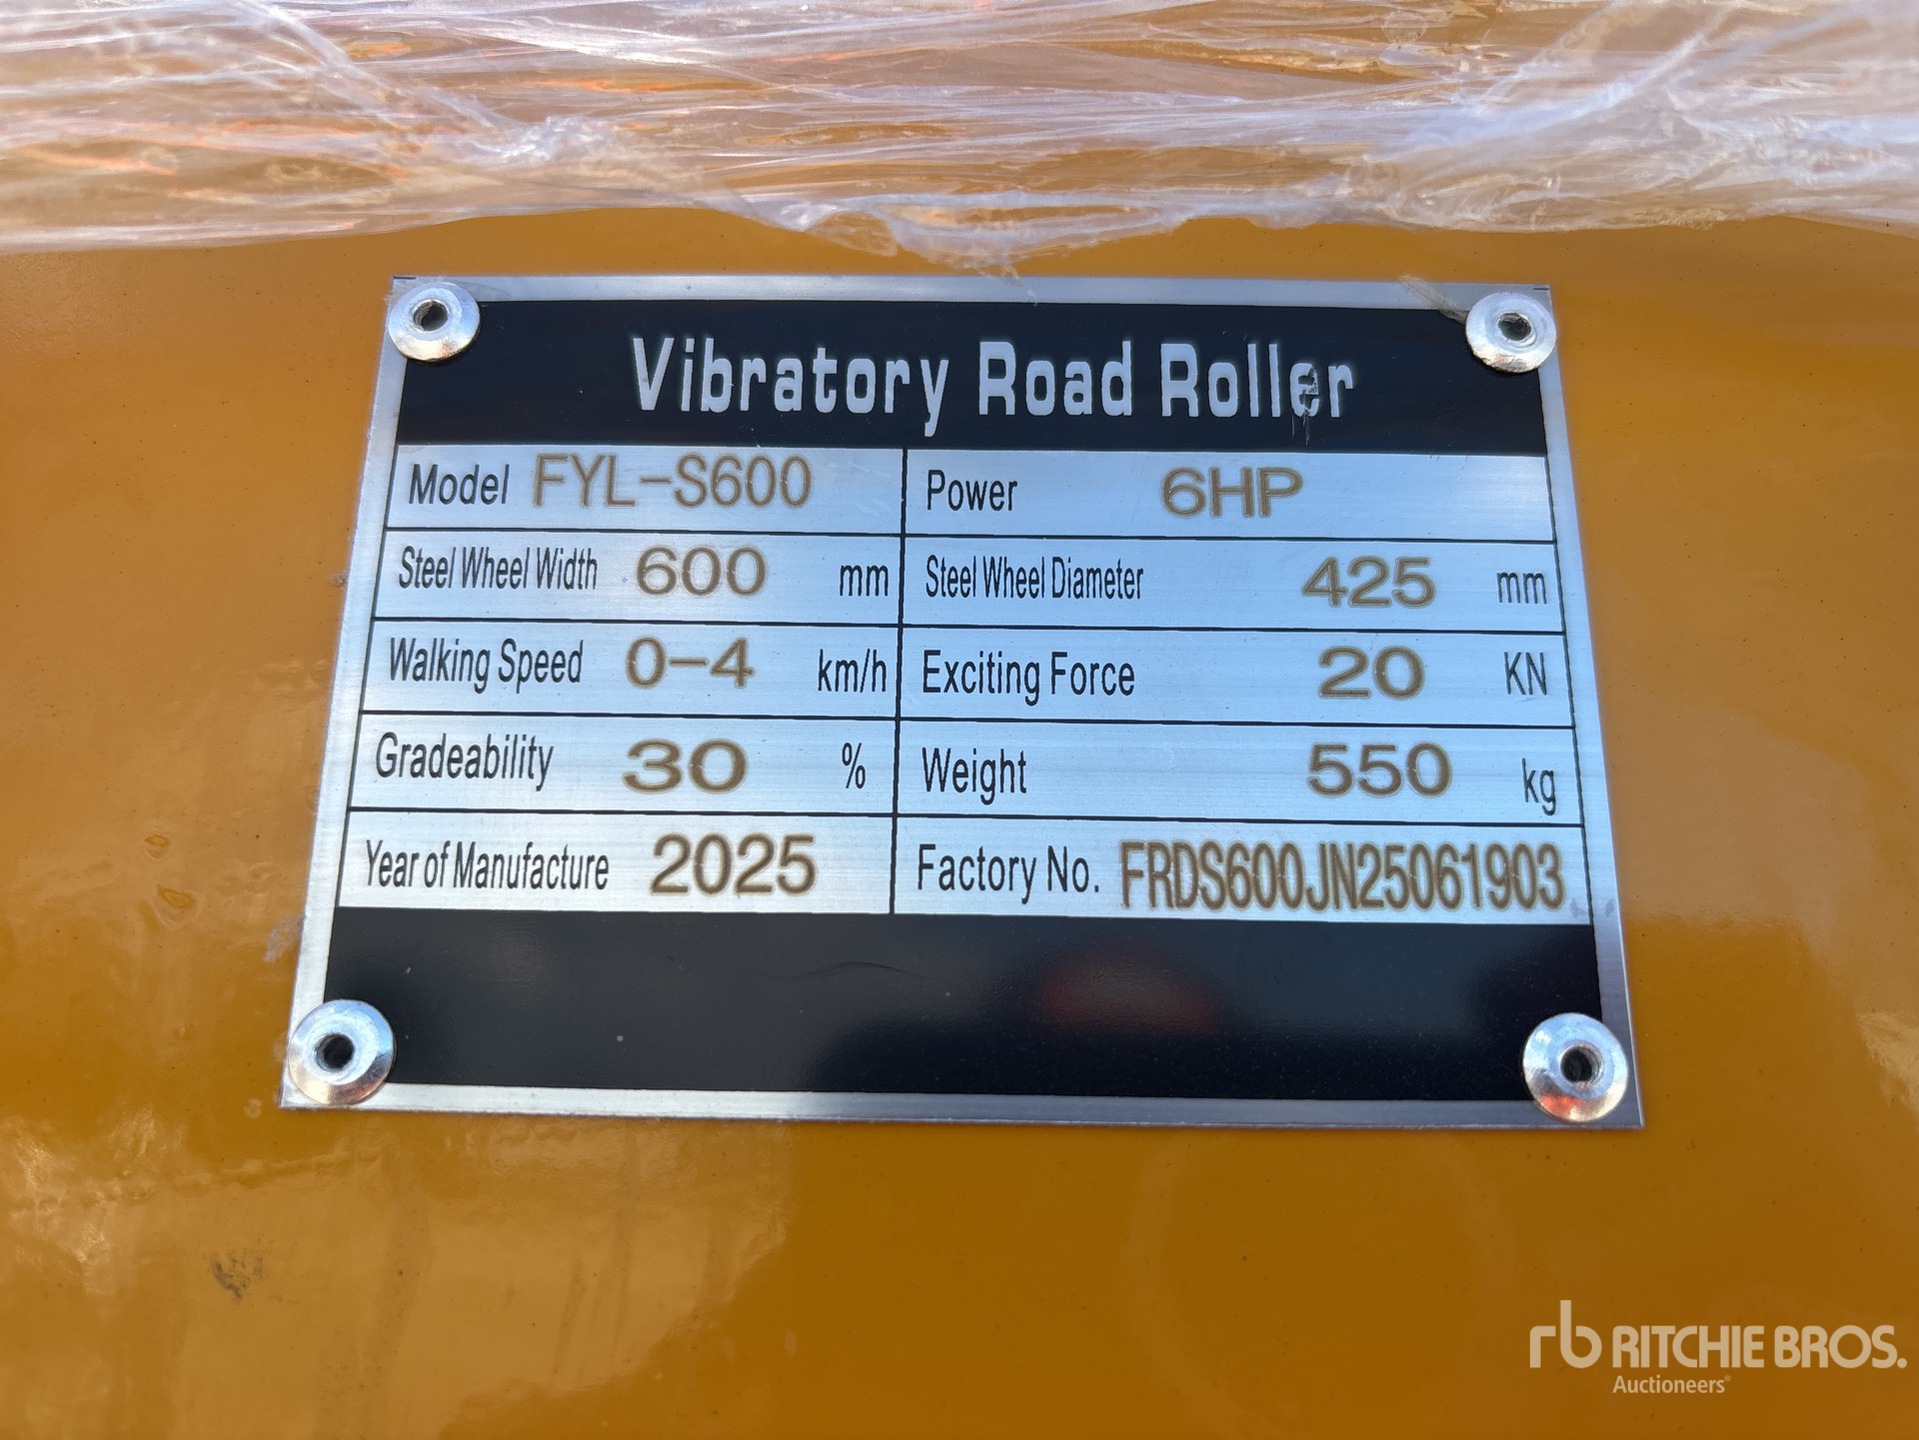 Vibratory Road Roller
Model FYL-S600 Power 6HP
Steel Wheel Width 600 mm Steel Wheel Diameter 425 mm
Walking Speed 0-4 km/h Exciting Force 20 KN
Gradeability 30 % Weight 550 kg
Year of Manufacture 2025 Factory No. FRDS600JN25061903
rb RITCHIE BROS.
Auctioneers®